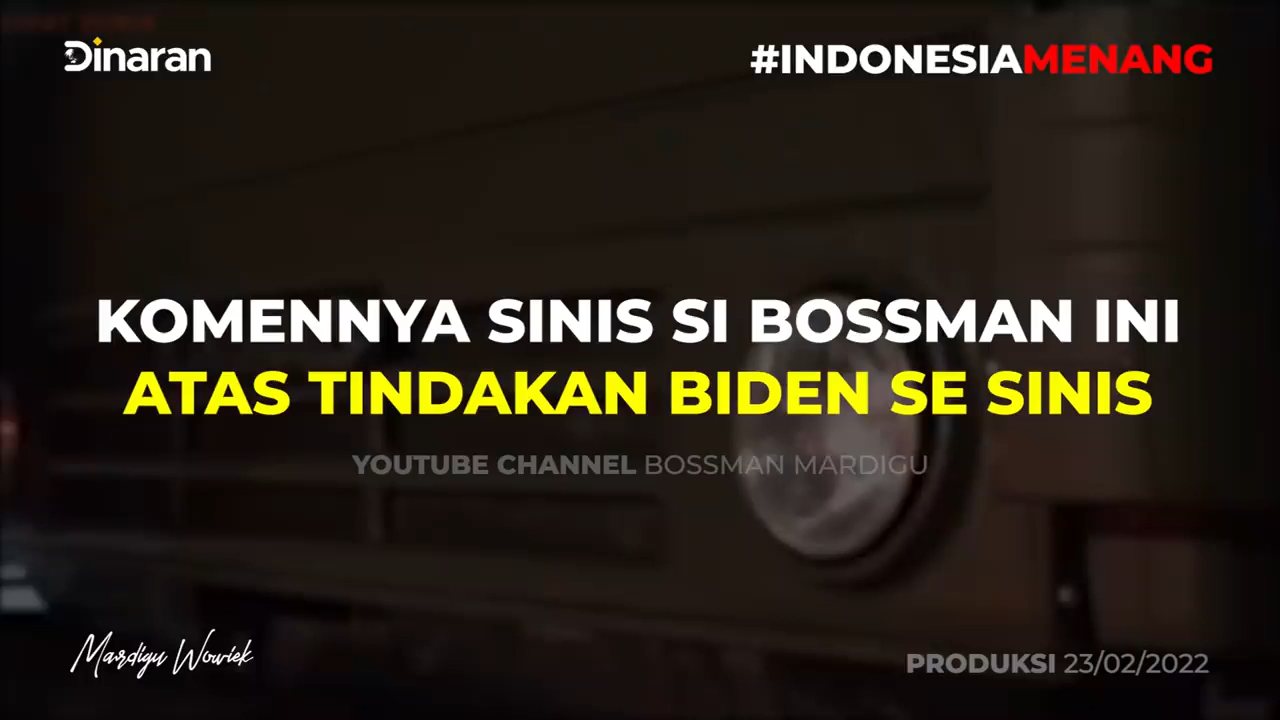 Dinaran
#INDONESIAMENANG
KOMENNYA SINIS SI BOSSMAN INI
ATAS TINDAKAN BIDEN SE SINIS
YOUTUBE CHANNEL BOSSMAN MARDIGU
Mardigu Wowiek
PRODUKSI 23/02/2022